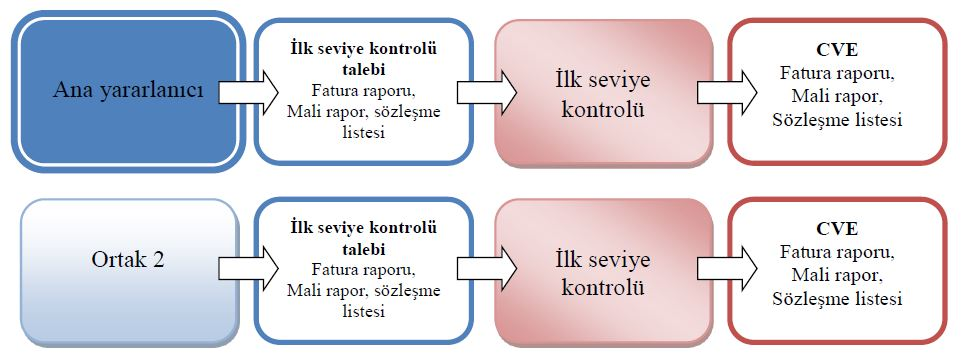 Ana yararlanıcı
İlk seviye kontrolü
talebi
Fatura raporu,
Mali rapor, sözleşme
listesi
İlk seviye
kontrolü
CVE
Fatura raporu,
Mali rapor,
Sözleşme listesi
Ortak 2
İlk seviye kontrolü
talebi
Fatura raporu,
Mali rapor, sözleşme
listesi
İlk seviye
kontrolü
CVE
Fatura raporu,
Mali rapor,
Sözleşme listesi